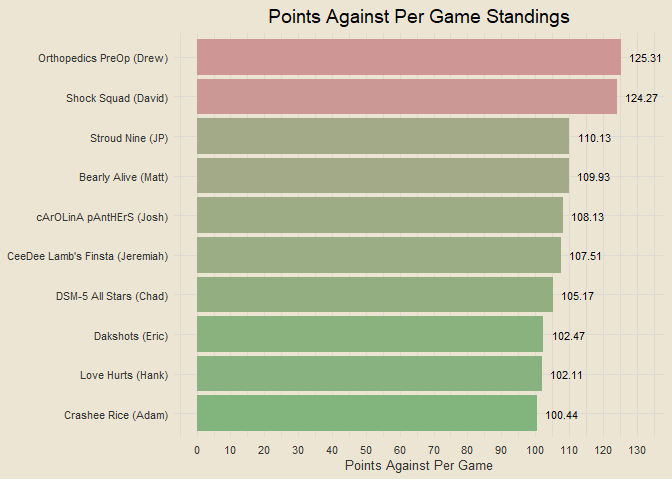 Points Against Per Game Standings
Orthopedics PreOp (Drew) 125.31
Shock Squad (David) 124.27
Stroud Nine (JP) 110.13
Bearly Alive (Matt) 109.93
cArOLinA pAntHErS (Josh) 108.13
CeeDee Lamb's Finsta (Jeremiah) 107.51
DSM-5 All Stars (Chad) 105.17
Dakshots (Eric) 102.47
Love Hurts (Hank) 102.11
Crashee Rice (Adam) 100.44
0 10 20 30 40 50 60 70 80 90 100 110 120 130
Points Against Per Game